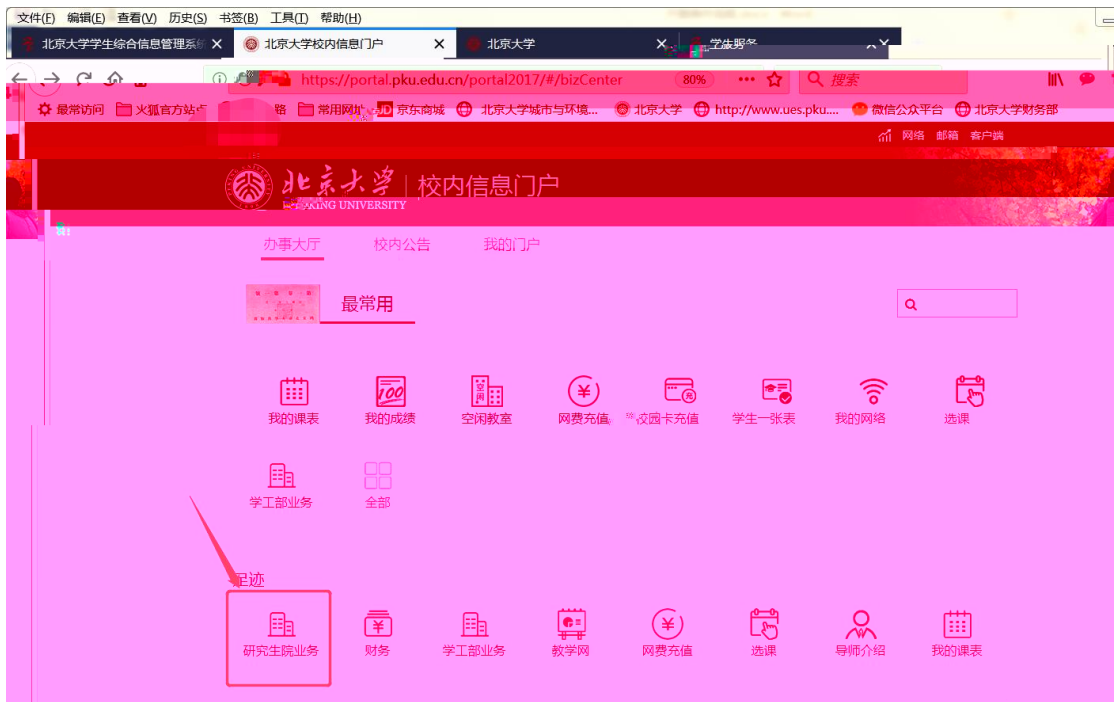 文件(F) 编辑(E) 查看(V) 历史(S) 书签(B) 工具(T) 帮助(H)
北京大学学生综合信息管理系统 北京大学校内信息门户 北京大学
https://portal.pku.edu.cn/portal2017/#/bizCenter 80% 搜索
最常访问 火狐官方站点 常用网址 JD 京东商城 北京大学城市与环境... 北京大学 http://www.ues.pku.... 微信公众平台 北京大学财务部
网络 邮箱 客户端
北京大学 校内信息门户
PEKING UNIVERSITY
办事大厅 校内公告 我的门户
最常用
我的课表 我的成绩 空闲教室 网费充值 校园卡充值 学生一张表 我的网络 选课
学工部业务 全部
足迹
研究生院业务 财务 学工部业务 教学网 网费充值 选课 导师介绍 我的课表